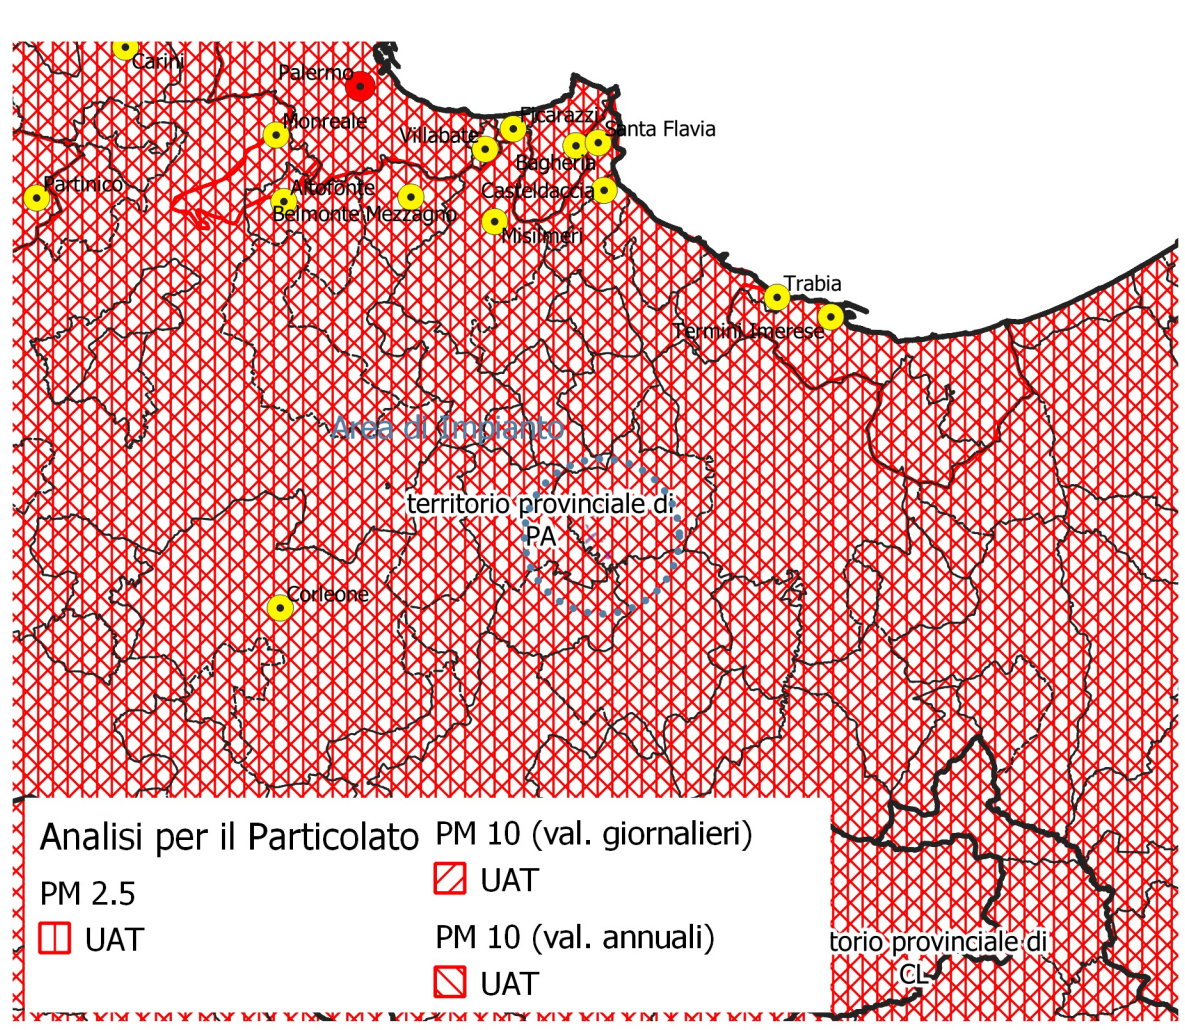 Carini
Palermo
Monreale
Ficarazzi
Villabate
Santa Flavia
Bagheria
Partinico
Altofonte
Casteldaccia
Belmonte Mezzagno
Misilmeri
Trabia
Termini Imerese
Area di Impianto
territorio provinciale di
PA
Corleone
Analisi per il Particolato
PM 2.5
UAT
PM 10 (val. giornalieri)
UAT
PM 10 (val. annuali)
UAT
torio provinciale di
CL